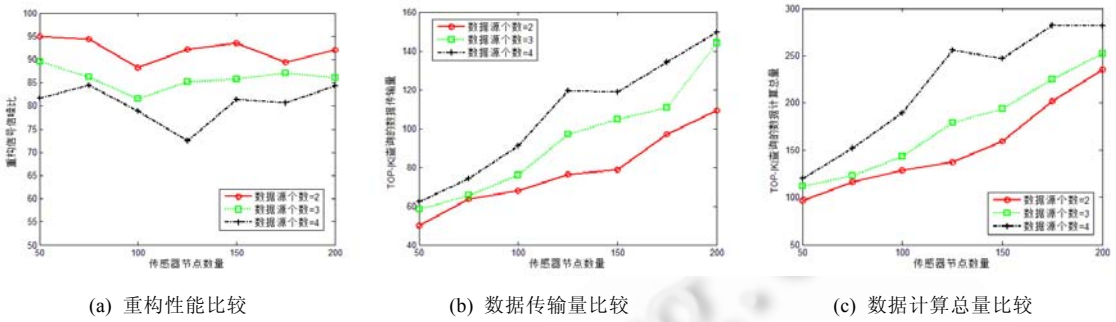 100
95
90
85
80
75
70
65
60
55
50
重构信号信噪比
数据源个数=2
数据源个数=3
数据源个数=4
50 100 150 200
传感器节点数量
(a) 重构性能比较
160
140
120
100
80
60
40
TOP-|K|查询的数据传输量
数据源个数=2
数据源个数=3
数据源个数=4
50 100 150 200
传感器节点数量
(b) 数据传输量比较
300
250
200
150
100
50
TOP-|K|查询的数据计算总量
数据源个数=2
数据源个数=3
数据源个数=4
50 100 150 200
传感器节点数量
(c) 数据计算总量比较